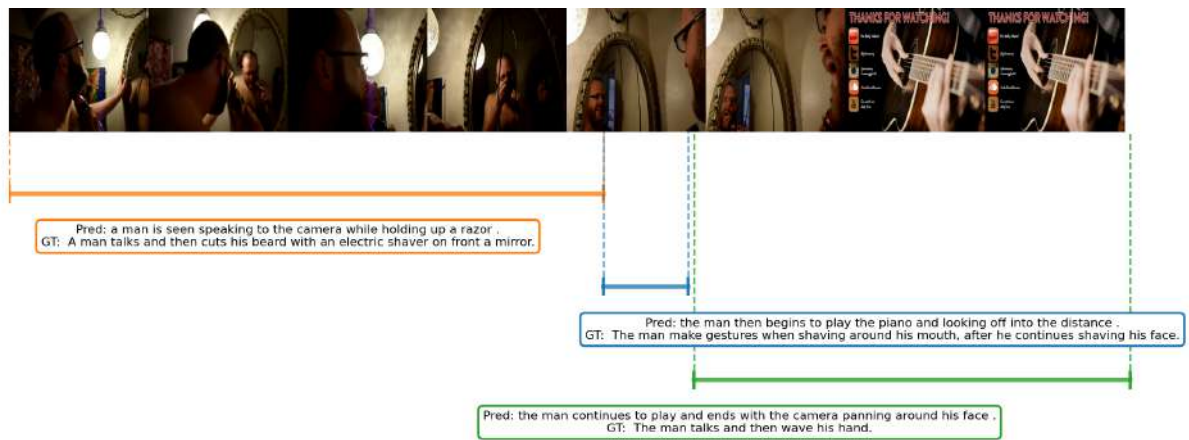 THANKS FOR WATCHING!
THANKS FOR WATCHING!
Pred: a man is seen speaking to the camera while holding up a razor .
GT: A man talks and then cuts his beard with an electric shaver on front a mirror.
Pred: the man then begins to play the piano and looking off into the distance .
GT: The man make gestures when shaving around his mouth, after he continues shaving his face.
Pred: the man continues to play and ends with the camera panning around his face .
GT: The man talks and then wave his hand.